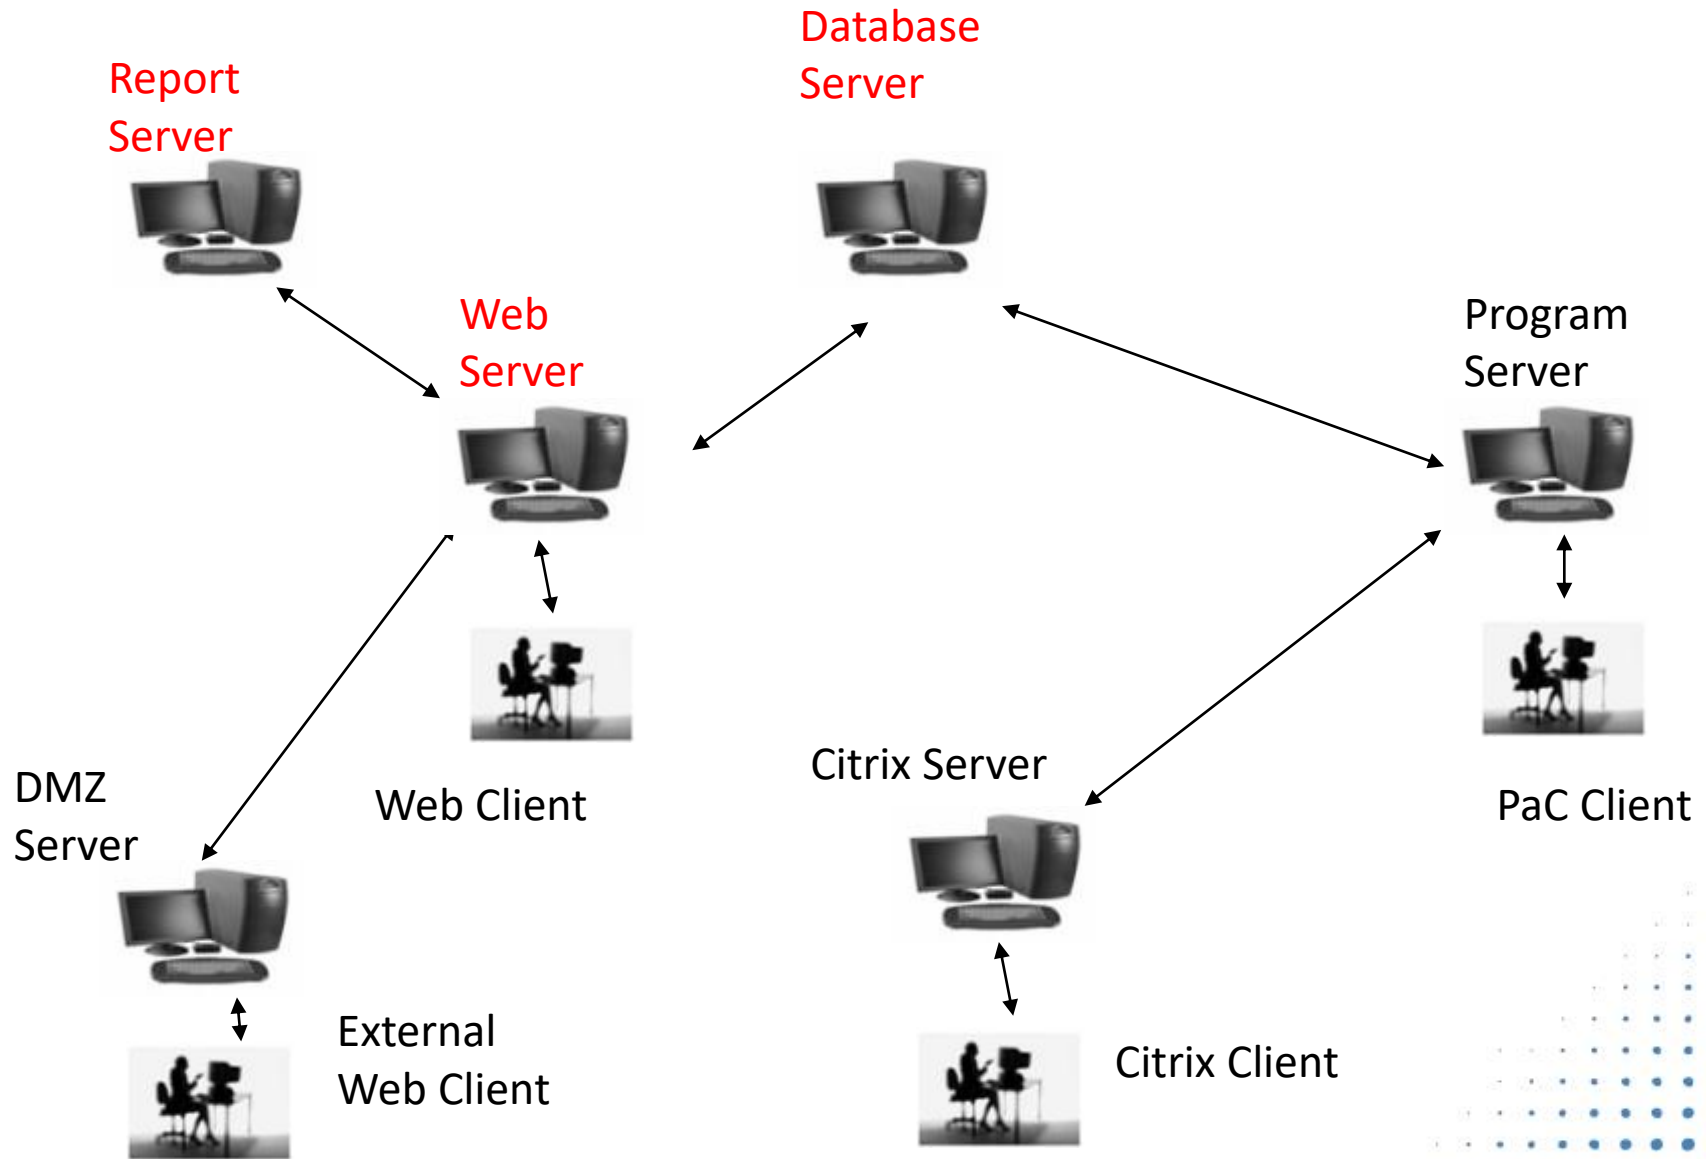 Database
Server
Report
Server
Web
Server
Program
Server
Citrix Server
DMZ
Server
Web Client
PaC Client
External
Web Client
Citrix Client